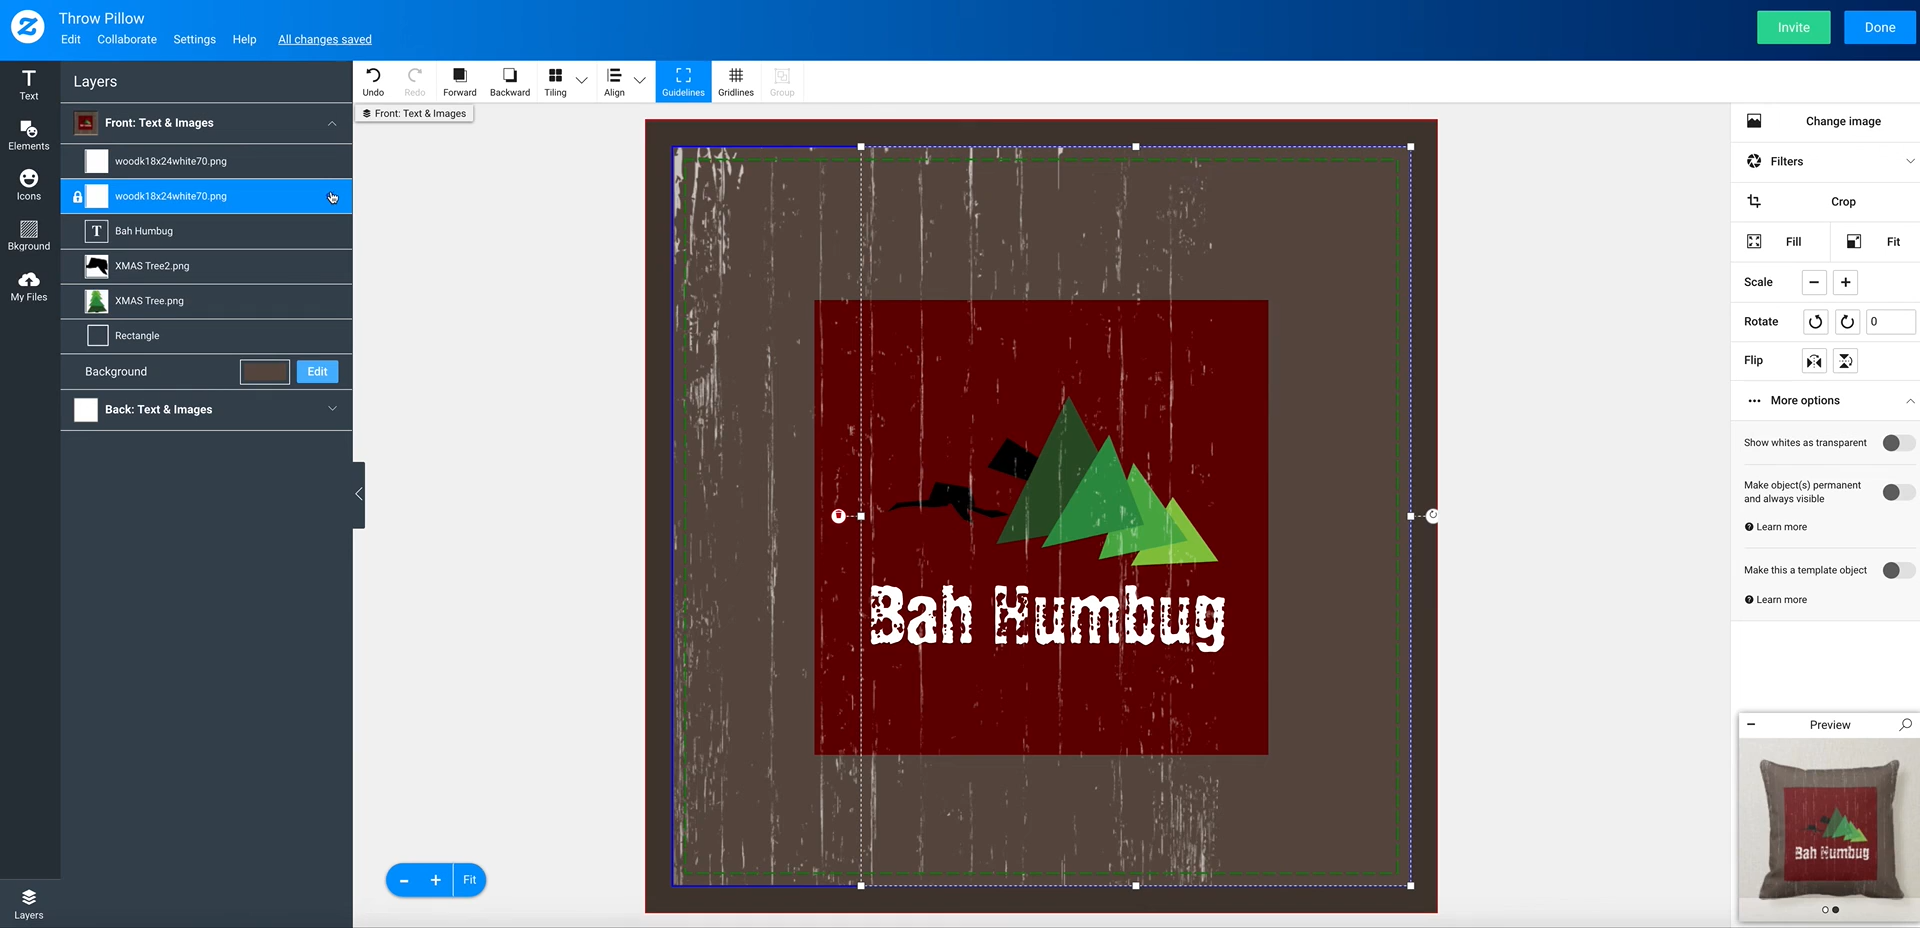 Throw Pillow
Edit Collaborate Settings Help All changes saved
Invite Done
Text
Elements
Icons
Bkground
My Files
Layers
Layers
Front: Text & Images
woodk18x24white70.png
woodk18x24white70.png
T Bah Humbug
XMAS Tree2.png
XMAS Tree.png
Rectangle
Background Edit
Back: Text & Images
Undo Redo Forward Backward Tiling Align Guidelines Gridlines Group
Front: Text & Images
Bah Humbug
- + Fit
Change image
Filters
Crop
Fill Fit
Scale - +
Rotate 0
Flip
More options
Show whites as transparent
Make object(s) permanent
and always visible
Learn more
Make this a template object
Learn more
Preview
Bah Humbug